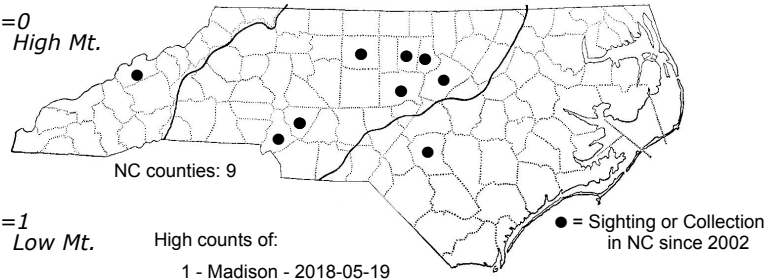 =0
High Mt.
NC counties: 9
=1
Low Mt.
High counts of:
1 - Madison - 2018-05-19
= Sighting or Collection
in NC since 2002